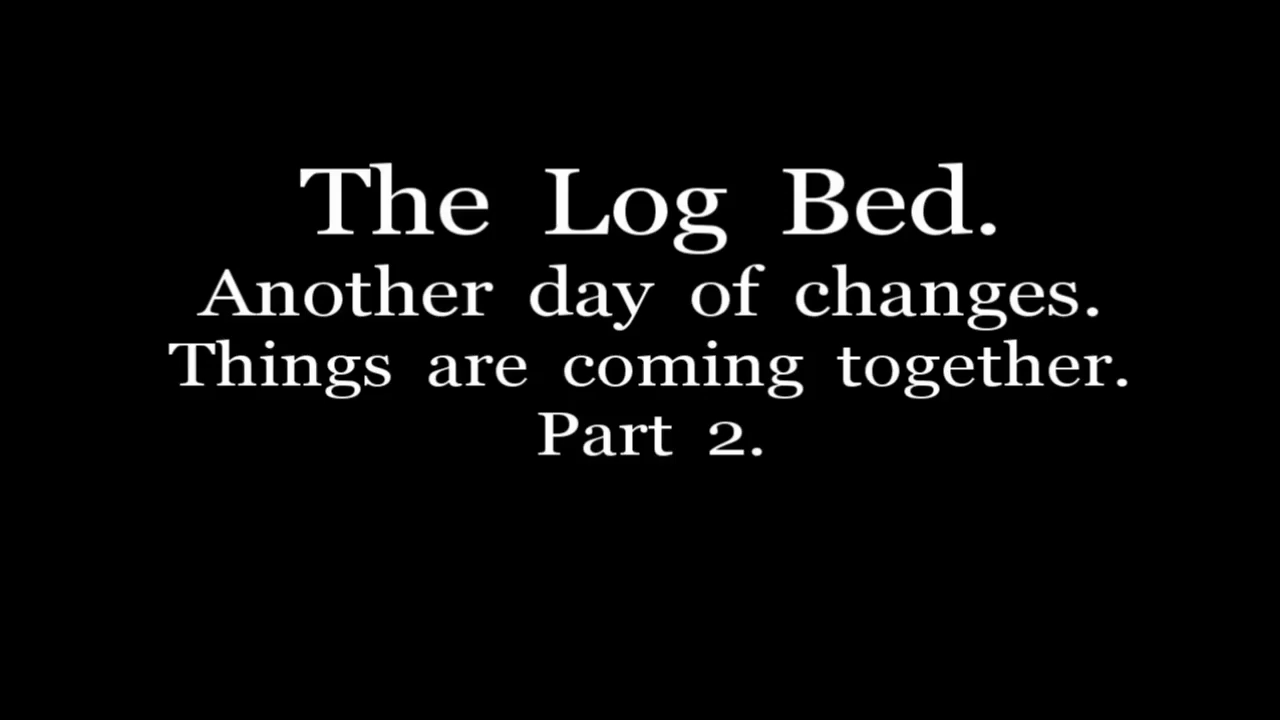 The Log Bed.
Another day of changes.
Things are coming together.
Part 2.